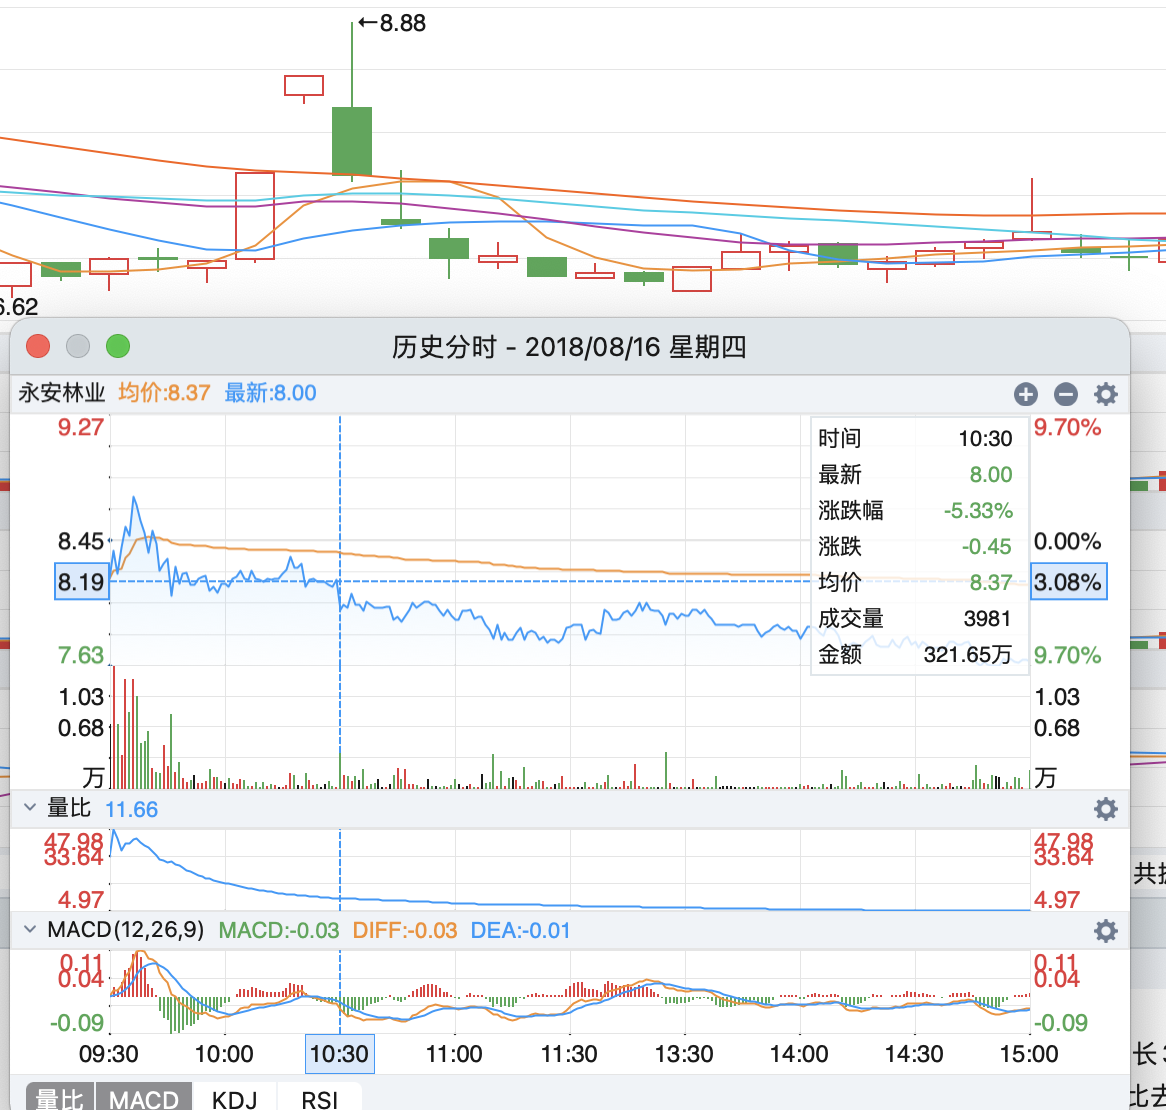 ←8.88
6.62
历史分时 - 2018/08/16 星期四
永安林业 均价:8.37 最新:8.00
9.27 9.70%
时间 10:30
最新 8.00
涨跌幅 -5.33%
8.45 0.00%
涨跌 -0.45
8.19 3.08%
均价 8.37
成交量 3981
7.63 9.70%
金额 321.65万
1.03 1.03
0.68 0.68
万 万
量比 11.66
47.98 47.98
33.64 33.64
共
4.97 4.97
MACD(12,26,9) MACD:-0.03 DIFF:-0.03 DEA:-0.01
0.11 0.11
0.04 0.04
-0.09 -0.09
09:30 10:00 10:30 11:00 11:30 13:30 14:00 14:30 15:00
长
量比 MACD KDJ RSI
比去